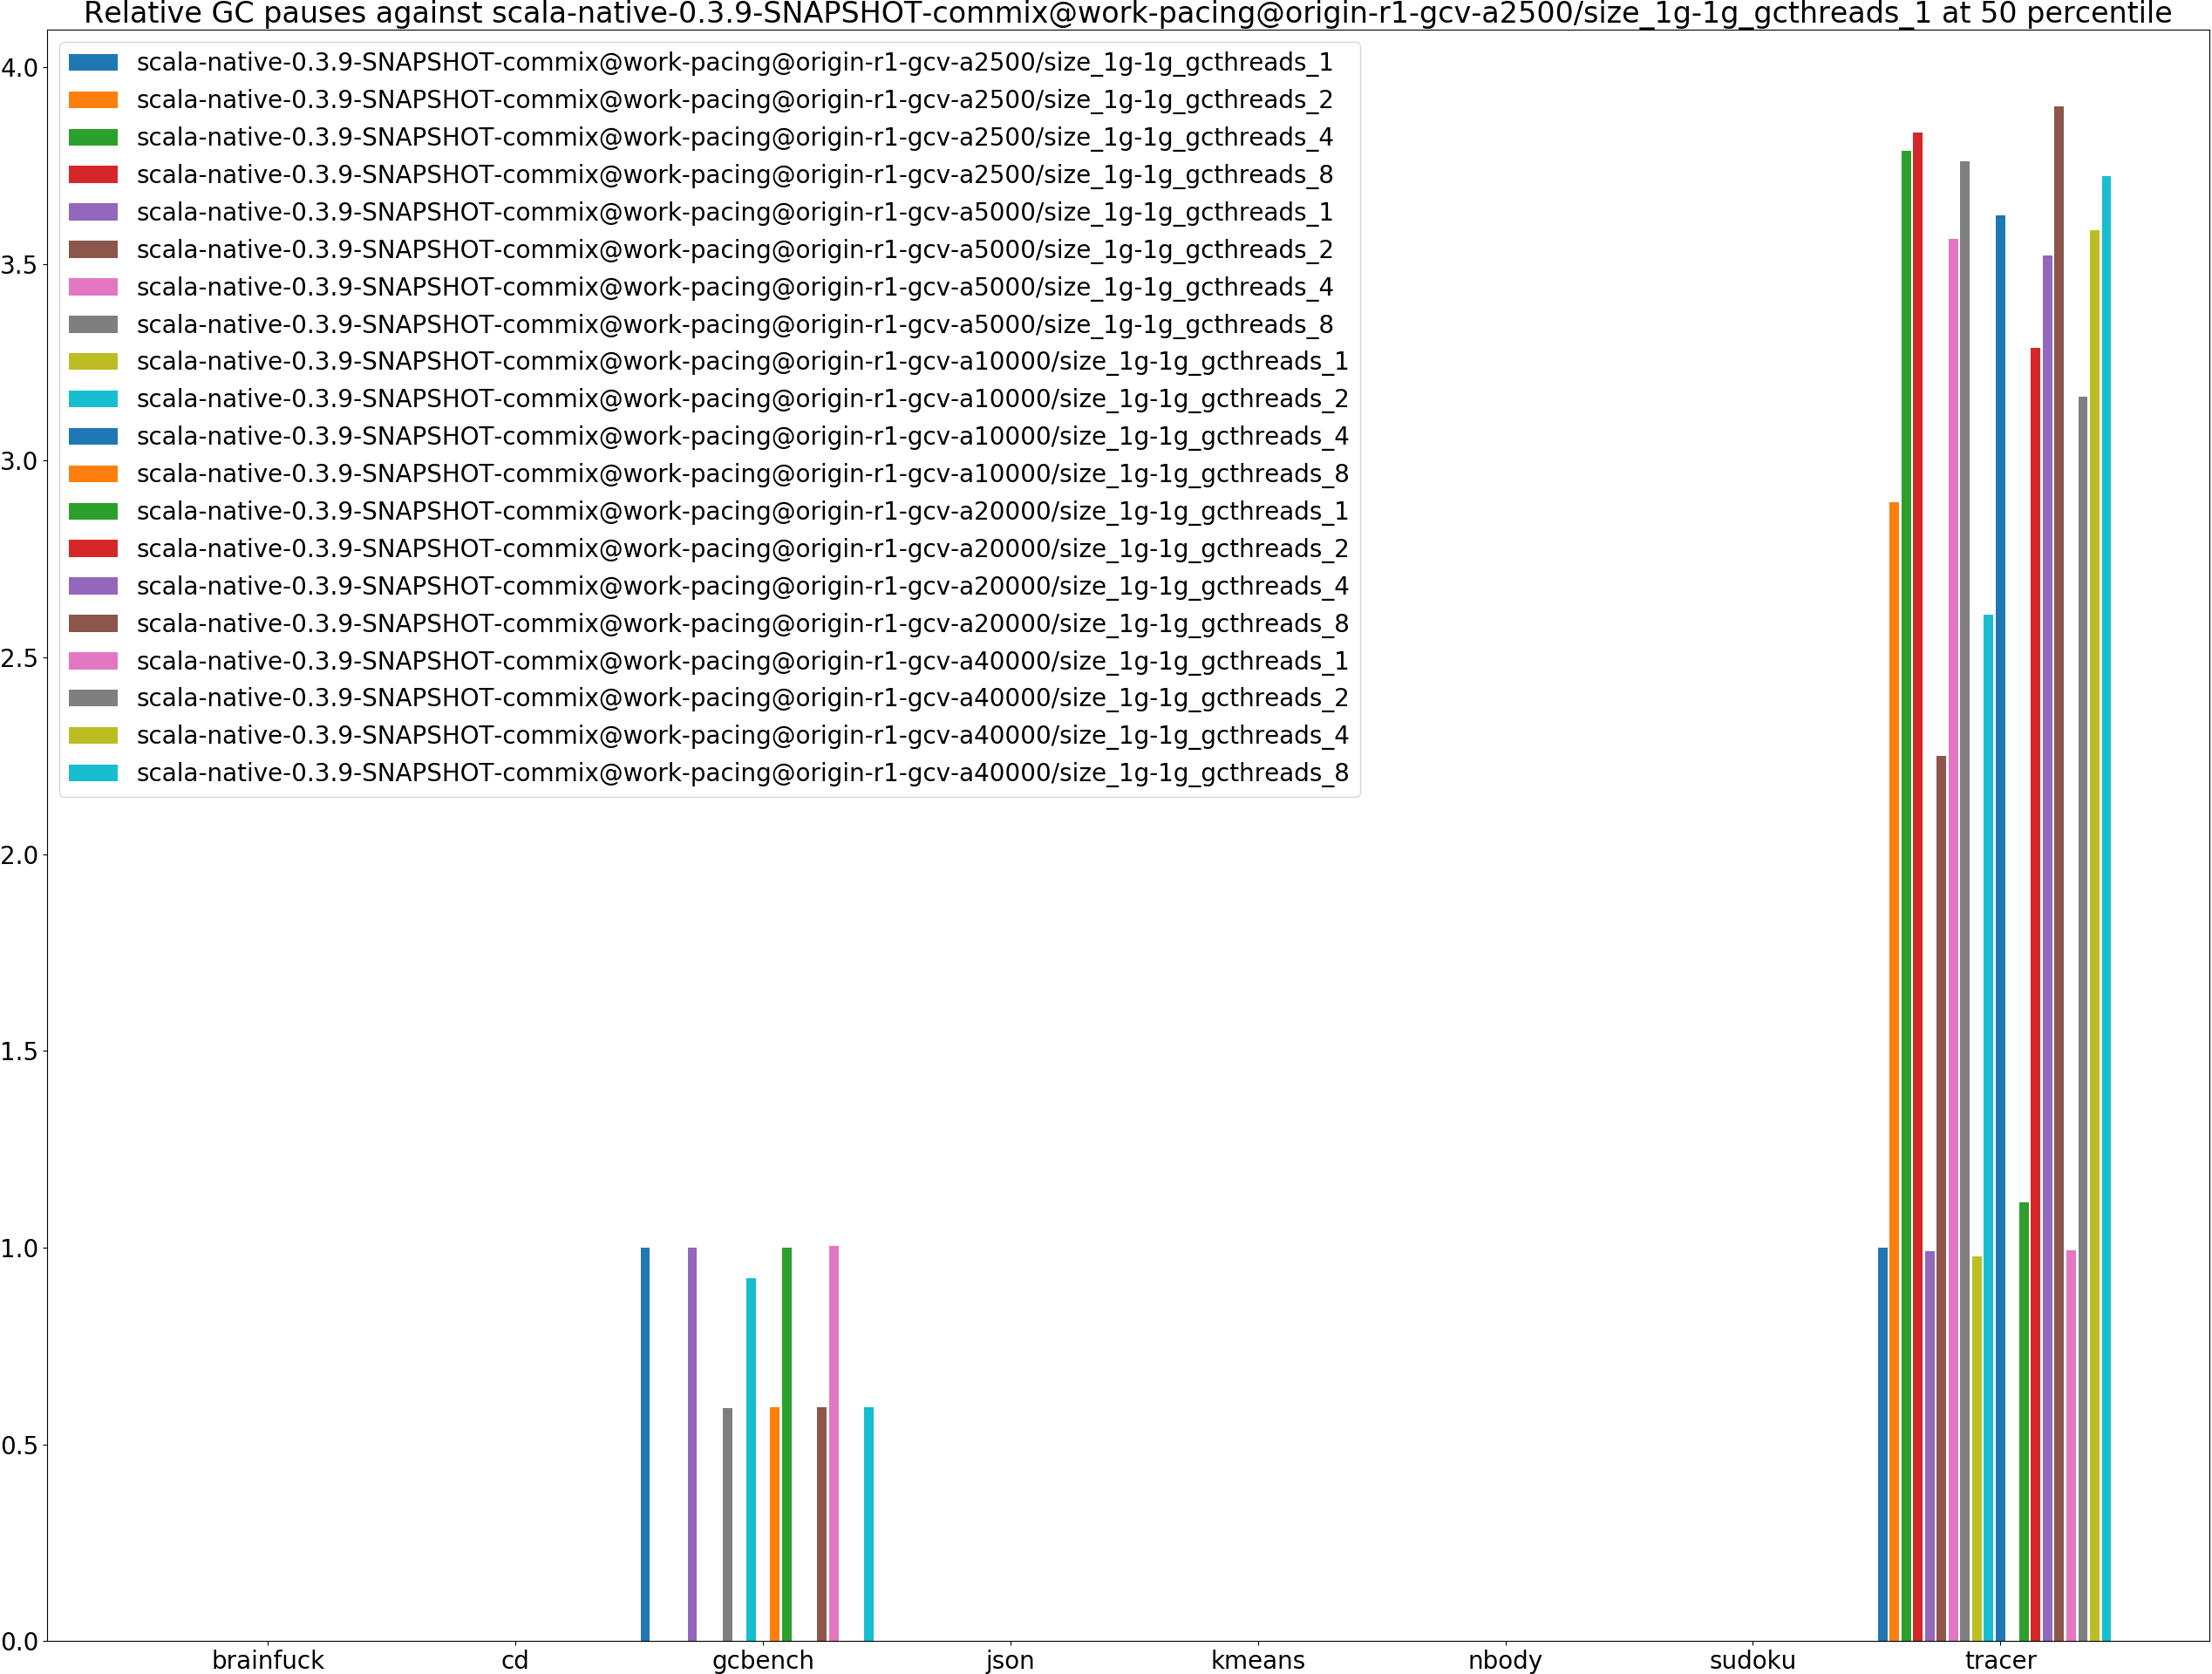 Relative GC pauses against scala-native-0.3.9-SNAPSHOT-commix@work-pacing@origin-r1-gcv-a2500/size_1g-1g_gcthreads_1 at 50 percentile
4.0
3.5
3.0
2.5
2.0
1.5
1.0
0.5
0.0
scala-native-0.3.9-SNAPSHOT-commix@work-pacing@origin-r1-gcv-a2500/size_1g-1g_gcthreads_1
scala-native-0.3.9-SNAPSHOT-commix@work-pacing@origin-r1-gcv-a2500/size_1g-1g_gcthreads_2
scala-native-0.3.9-SNAPSHOT-commix@work-pacing@origin-r1-gcv-a2500/size_1g-1g_gcthreads_4
scala-native-0.3.9-SNAPSHOT-commix@work-pacing@origin-r1-gcv-a2500/size_1g-1g_gcthreads_8
scala-native-0.3.9-SNAPSHOT-commix@work-pacing@origin-r1-gcv-a5000/size_1g-1g_gcthreads_1
scala-native-0.3.9-SNAPSHOT-commix@work-pacing@origin-r1-gcv-a5000/size_1g-1g_gcthreads_2
scala-native-0.3.9-SNAPSHOT-commix@work-pacing@origin-r1-gcv-a5000/size_1g-1g_gcthreads_4
scala-native-0.3.9-SNAPSHOT-commix@work-pacing@origin-r1-gcv-a5000/size_1g-1g_gcthreads_8
scala-native-0.3.9-SNAPSHOT-commix@work-pacing@origin-r1-gcv-a10000/size_1g-1g_gcthreads_1
scala-native-0.3.9-SNAPSHOT-commix@work-pacing@origin-r1-gcv-a10000/size_1g-1g_gcthreads_2
scala-native-0.3.9-SNAPSHOT-commix@work-pacing@origin-r1-gcv-a10000/size_1g-1g_gcthreads_4
scala-native-0.3.9-SNAPSHOT-commix@work-pacing@origin-r1-gcv-a10000/size_1g-1g_gcthreads_8
scala-native-0.3.9-SNAPSHOT-commix@work-pacing@origin-r1-gcv-a20000/size_1g-1g_gcthreads_1
scala-native-0.3.9-SNAPSHOT-commix@work-pacing@origin-r1-gcv-a20000/size_1g-1g_gcthreads_2
scala-native-0.3.9-SNAPSHOT-commix@work-pacing@origin-r1-gcv-a20000/size_1g-1g_gcthreads_4
scala-native-0.3.9-SNAPSHOT-commix@work-pacing@origin-r1-gcv-a20000/size_1g-1g_gcthreads_8
scala-native-0.3.9-SNAPSHOT-commix@work-pacing@origin-r1-gcv-a40000/size_1g-1g_gcthreads_1
scala-native-0.3.9-SNAPSHOT-commix@work-pacing@origin-r1-gcv-a40000/size_1g-1g_gcthreads_2
scala-native-0.3.9-SNAPSHOT-commix@work-pacing@origin-r1-gcv-a40000/size_1g-1g_gcthreads_4
scala-native-0.3.9-SNAPSHOT-commix@work-pacing@origin-r1-gcv-a40000/size_1g-1g_gcthreads_8
brainfuck cd gcbench json kmeans nbody sudoku tracer